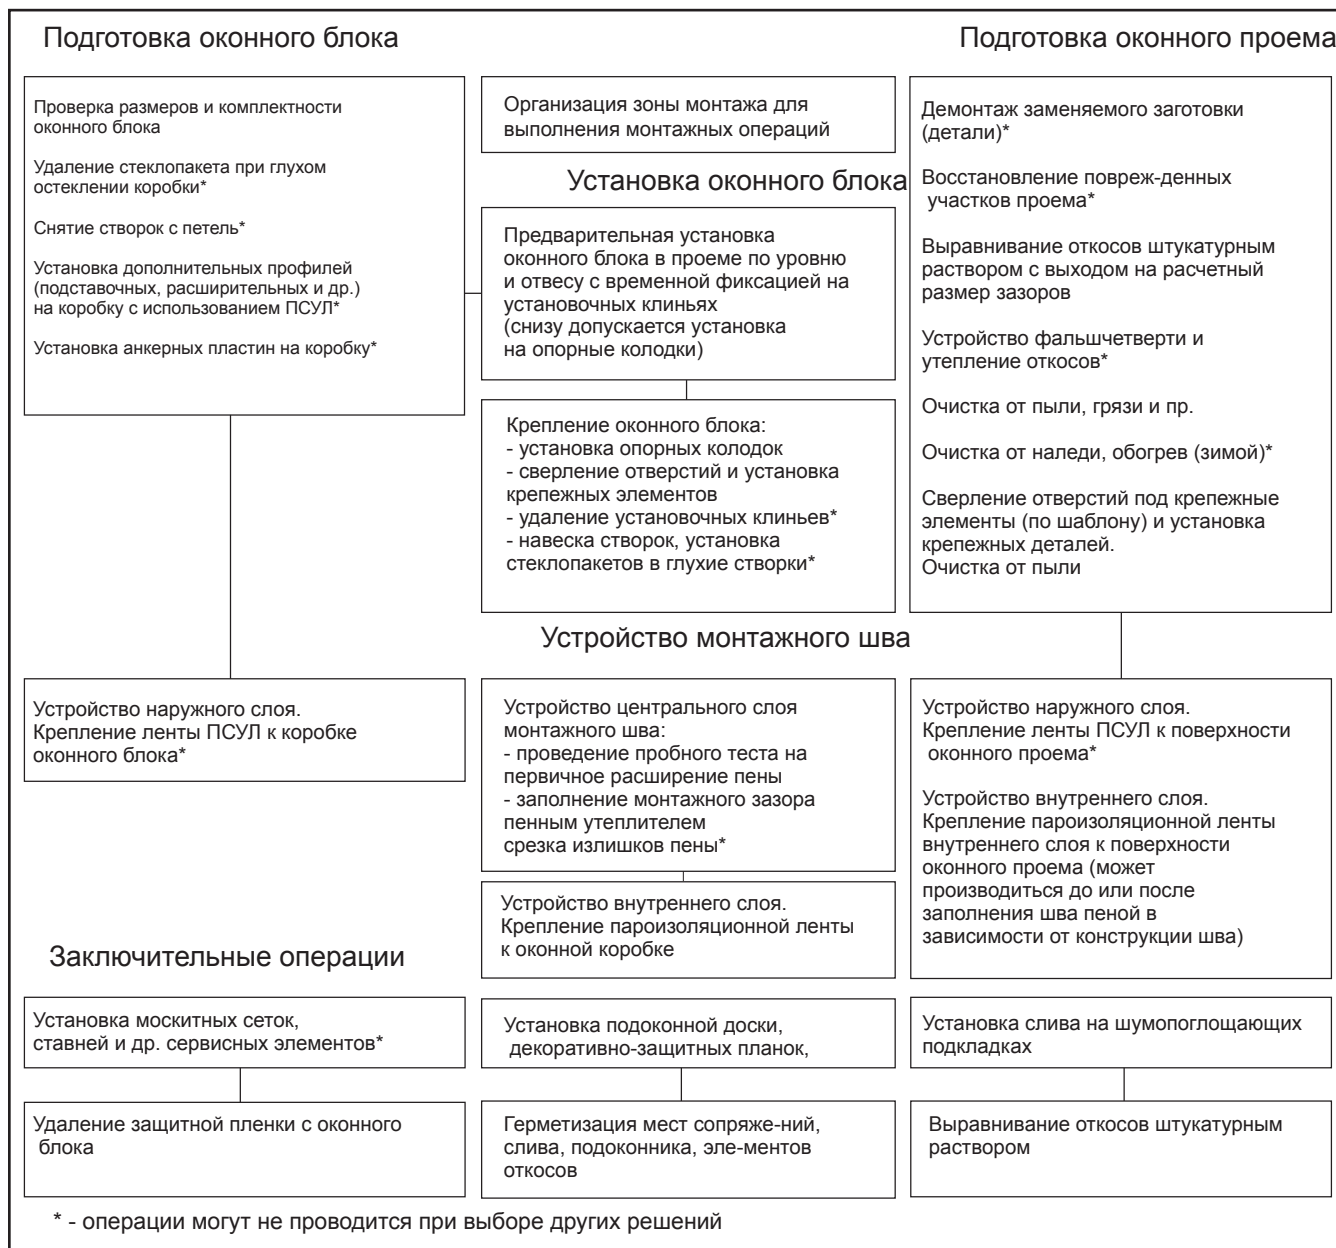 Подготовка оконного блока
Подготовка оконного проема
Проверка размеров и комплектности
оконного блока
Удаление стеклопакета при глухом
остеклении коробки*
Снятие створок с петель*
Установка дополнительных профилей
(подставочных, расширительных и др.)
на коробку с использованием ПСУЛ*
Установка анкерных пластин на коробку*
Организация зоны монтажа для
выполнения монтажных операций
Установка оконного блока
Предварительная установка
оконного блока в проеме по уровню
и отвесу с временной фиксацией на
установочных клиньях
(снизу допускается установка
на опорные колодки)
Крепление оконного блока:
- установка опорных колодок
- сверление отверстий и установка
крепежных элементов
- удаление установочных клиньев*
- навеска створок, установка
стеклопакетов в глухие створки*
Демонтаж заменяемого заготовки
(детали)*
Восстановление повреж-денных
участков проема*
Выравнивание откосов штукатурным
раствором с выходом на расчетный
размер зазоров
Устройство фальшчетверти и
утепление откосов*
Очистка от пыли, грязи и пр.
Очистка от наледи, обогрев (зимой)*
Сверление отверстий под крепежные
элементы (по шаблону) и установка
крепежных деталей.
Очистка от пыли
Устройство монтажного шва
Устройство наружного слоя.
Крепление ленты ПСУЛ к коробке
оконного блока*
Устройство центрального слоя
монтажного шва:
- проведение пробного теста на
первичное расширение пены
- заполнение монтажного зазора
пенным утеплителем
срезка излишков пены*
Устройство внутреннего слоя.
Крепление пароизоляционной ленты
к оконной коробке
Устройство наружного слоя.
Крепление ленты ПСУЛ к поверхности
оконного проема*
Устройство внутреннего слоя.
Крепление пароизоляционной ленты
внутреннего слоя к поверхности
оконного проема (может
производиться до или после
заполнения шва пеной в
зависимости от конструкции шва)
Заключительные операции
Установка москитных сеток,
ставней и др. сервисных элементов*
Установка подоконной доски,
декоративно-защитных планок,
Установка слива на шумопоглощающих
подкладках
Удаление защитной пленки с оконного
блока
Герметизация мест сопряже-ний,
слива, подоконника, эле-ментов
откосов
Выравнивание откосов штукатурным
раствором
* - операции могут не проводится при выборе других решений